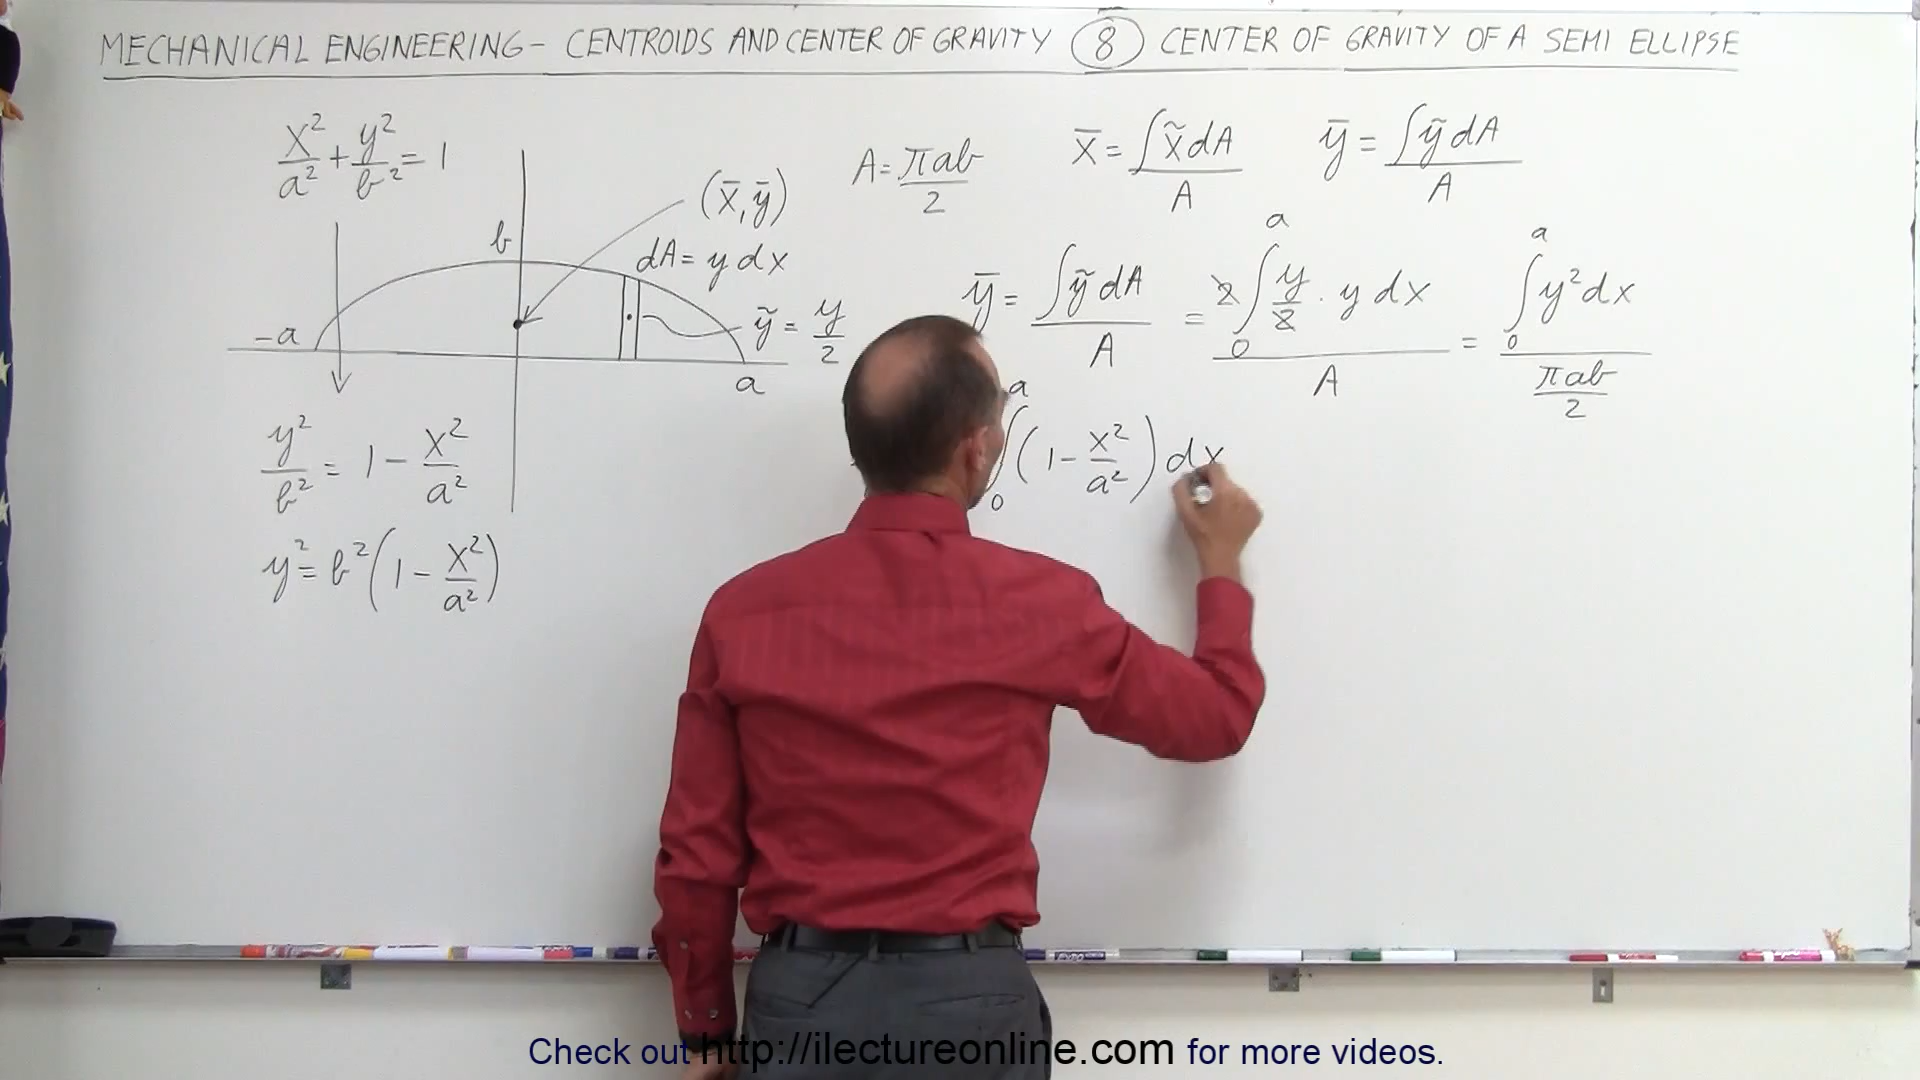 MECHANICAL ENGINEERING – CENTROIDS AND CENTER OF GRAVITY (8) CENTER OF GRAVITY OF A SEMI ELLIPSE
x²/a² + y²/b² = 1
A = πab/2
x̄ = ∫x̃ dA / A
ȳ = ∫ỹ dA / A
(x̄, ȳ)
b
dA = y dx
ỹ = y/2
-a
a
ȳ = ∫ỹ dA / A = 2 ∫₀ᵃ y/2 · y dx / A = ∫₀ᵃ y² dx / (πab/2)
y²/b² = 1 – x²/a²
∫₀ᵃ (1 – x²/a²) dx
y² = b² (1 – x²/a²)
Check out http://ilectureonline.com for more videos.